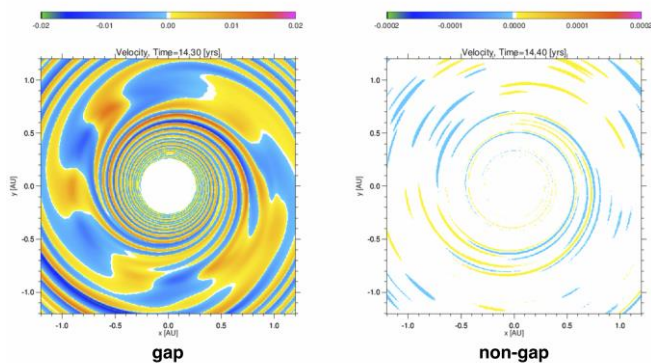 -0.02 -0.01 0.00 0.01 0.02
-0.0002 -0.0001 0.0000 0.0001 0.0002
Velocity, Time=14,30 [yrs]
Velocity, Time=14,40 [yrs]
1.0
0.5
0.0
-0.5
-1.0
y [AU]
-1.0 -0.5 0.0 0.5 1.0
x [AU]
gap
1.0
0.5
0.0
-0.5
-1.0
y [AU]
-1.0 -0.5 0.0 0.5 1.0
x [AU]
non-gap